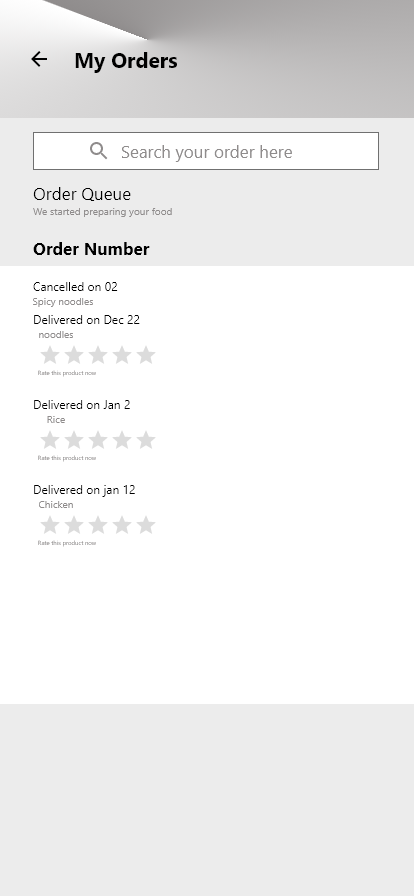 My Orders
Search your order here
Order Queue
We started preparing your food
Order Number
Cancelled on 02
Spicy noodles
Delivered on Dec 22
noodles
Rate this product now
Delivered on Jan 2
Rice
Rate this product now
Delivered on jan 12
Chicken
Rate this product now